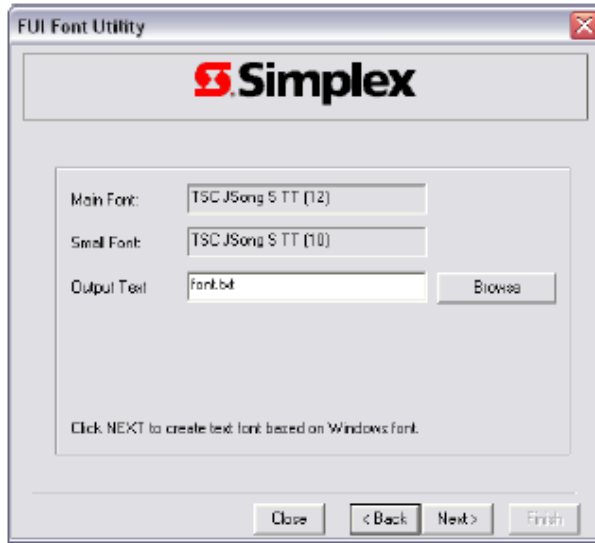 FUI Font Utility
Simplex
Main Font: TSC JSong S TT (12)
Small Font: TSC JSong S TT (10)
Output Text font.txt Browse
Click NEXT to create text font based on Windows font.
Close < Back Next > Finish